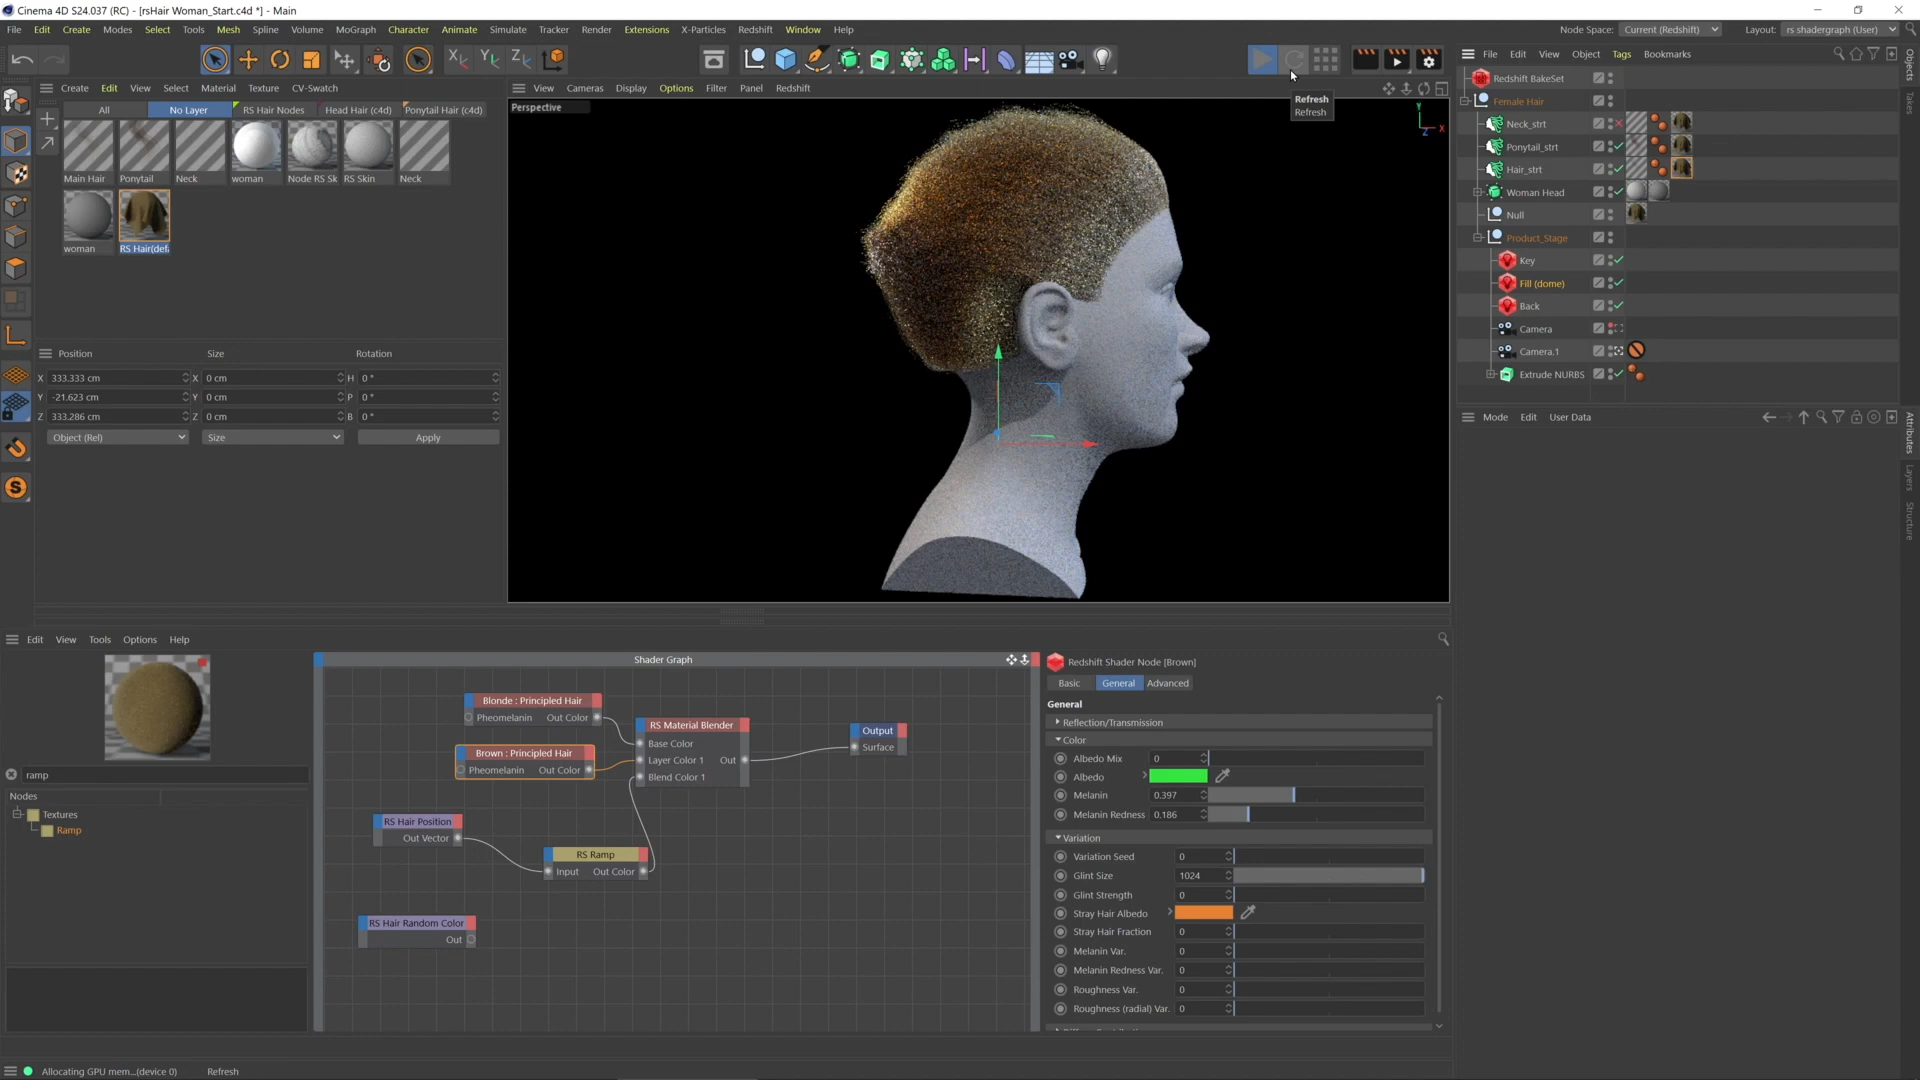 Cinema 4D S24.037 (RC) - [rsHair Woman_Start.c4d *] - Main
File Edit Create Modes Select Tools Mesh Spline Volume MoGraph Character Animate Simulate Tracker Render Extensions X-Particles Redshift Window Help
Node Space: Current (Redshift) Layout: rs shadergraph (User)
File Edit View Object Tags Bookmarks
Create Edit View Select Material Texture CV-Swatch
View Cameras Display Options Filter Panel Redshift
All No Layer RS Hair Nodes Head Hair (c4d) Ponytail Hair (c4d)
Perspective
Refresh
Refresh
Y
X
Z
Main Hair Ponytail Neck woman Node RS Sk RS Skin Neck
woman RS Hair(defa
Redshift BakeSet
Female Hair
Neck_strt
Ponytail_strt
Hair_strt
Woman Head
Null
Product_Stage
Key
Fill (dome)
Back
Camera
Camera.1
Extrude NURBS
Objects
Takes
Attributes
Layers
Structure
Mode Edit User Data
Position Size Rotation
X 333.333 cm X 0 cm H 0 °
Y -21.623 cm Y 0 cm P 0 °
Z 333.286 cm Z 0 cm B 0 °
Object (Rel) Size Apply
Edit View Tools Options Help
ramp
Nodes
Textures
Ramp
Shader Graph
Blonde : Principled Hair
Pheomelanin Out Color
Brown : Principled Hair
Pheomelanin Out Color
RS Material Blender
Base Color
Layer Color 1 Out
Blend Color 1
Output
Surface
RS Hair Position
Out Vector
RS Ramp
Input Out Color
RS Hair Random Color
Out
Redshift Shader Node [Brown]
Basic General Advanced
General
Reflection/Transmission
Color
Albedo Mix 0
Albedo
Melanin 0.397
Melanin Redness 0.186
Variation
Variation Seed 0
Glint Size 1024
Glint Strength 0
Stray Hair Albedo
Stray Hair Fraction 0
Melanin Var. 0
Melanin Redness Var. 0
Roughness Var. 0
Roughness (radial) Var. 0
Allocating GPU mem...(device 0) Refresh